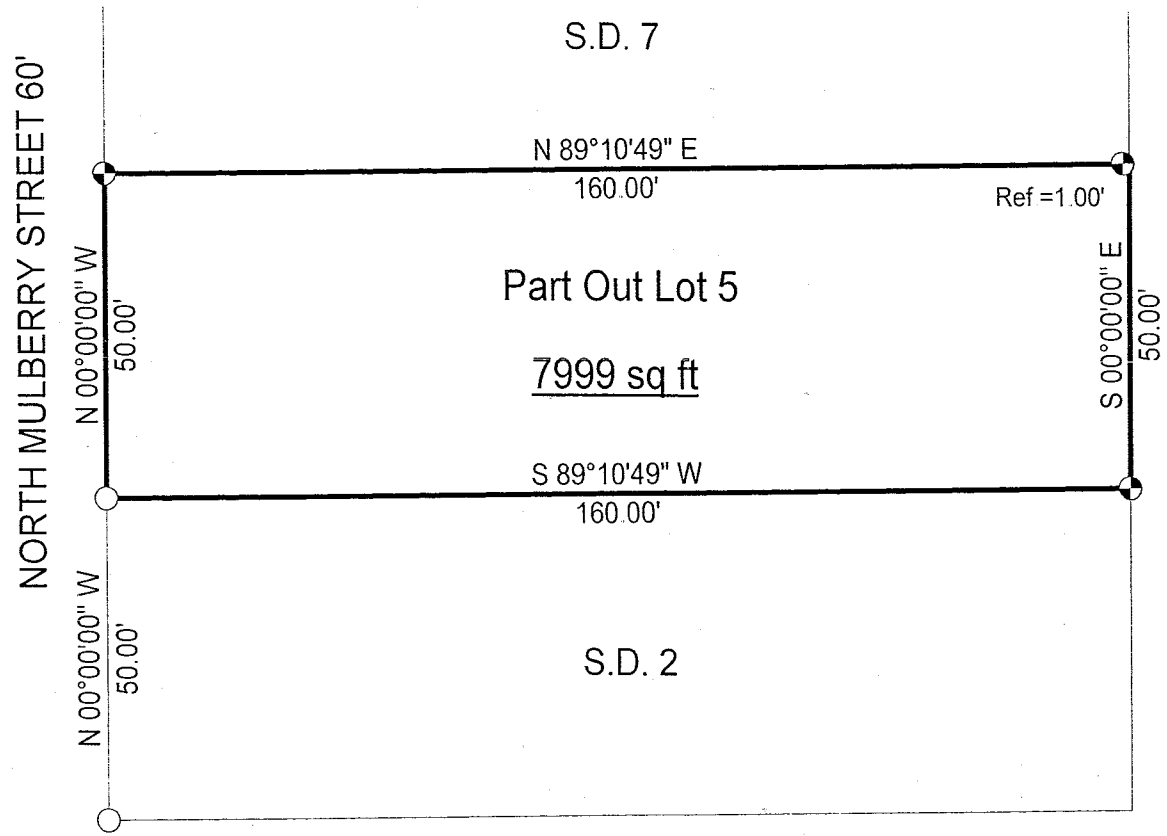 S.D. 7
NORTH MULBERRY STREET 60'
N 89°10'49" E
160.00'
Ref =1.00'
N 00°00'00" W
50.00'
Part Out Lot 5
7999 sq ft
S 00°00'00" E
50.00'
S 89°10'49" W
160.00'
N 00°00'00" W
50.00'
S.D. 2